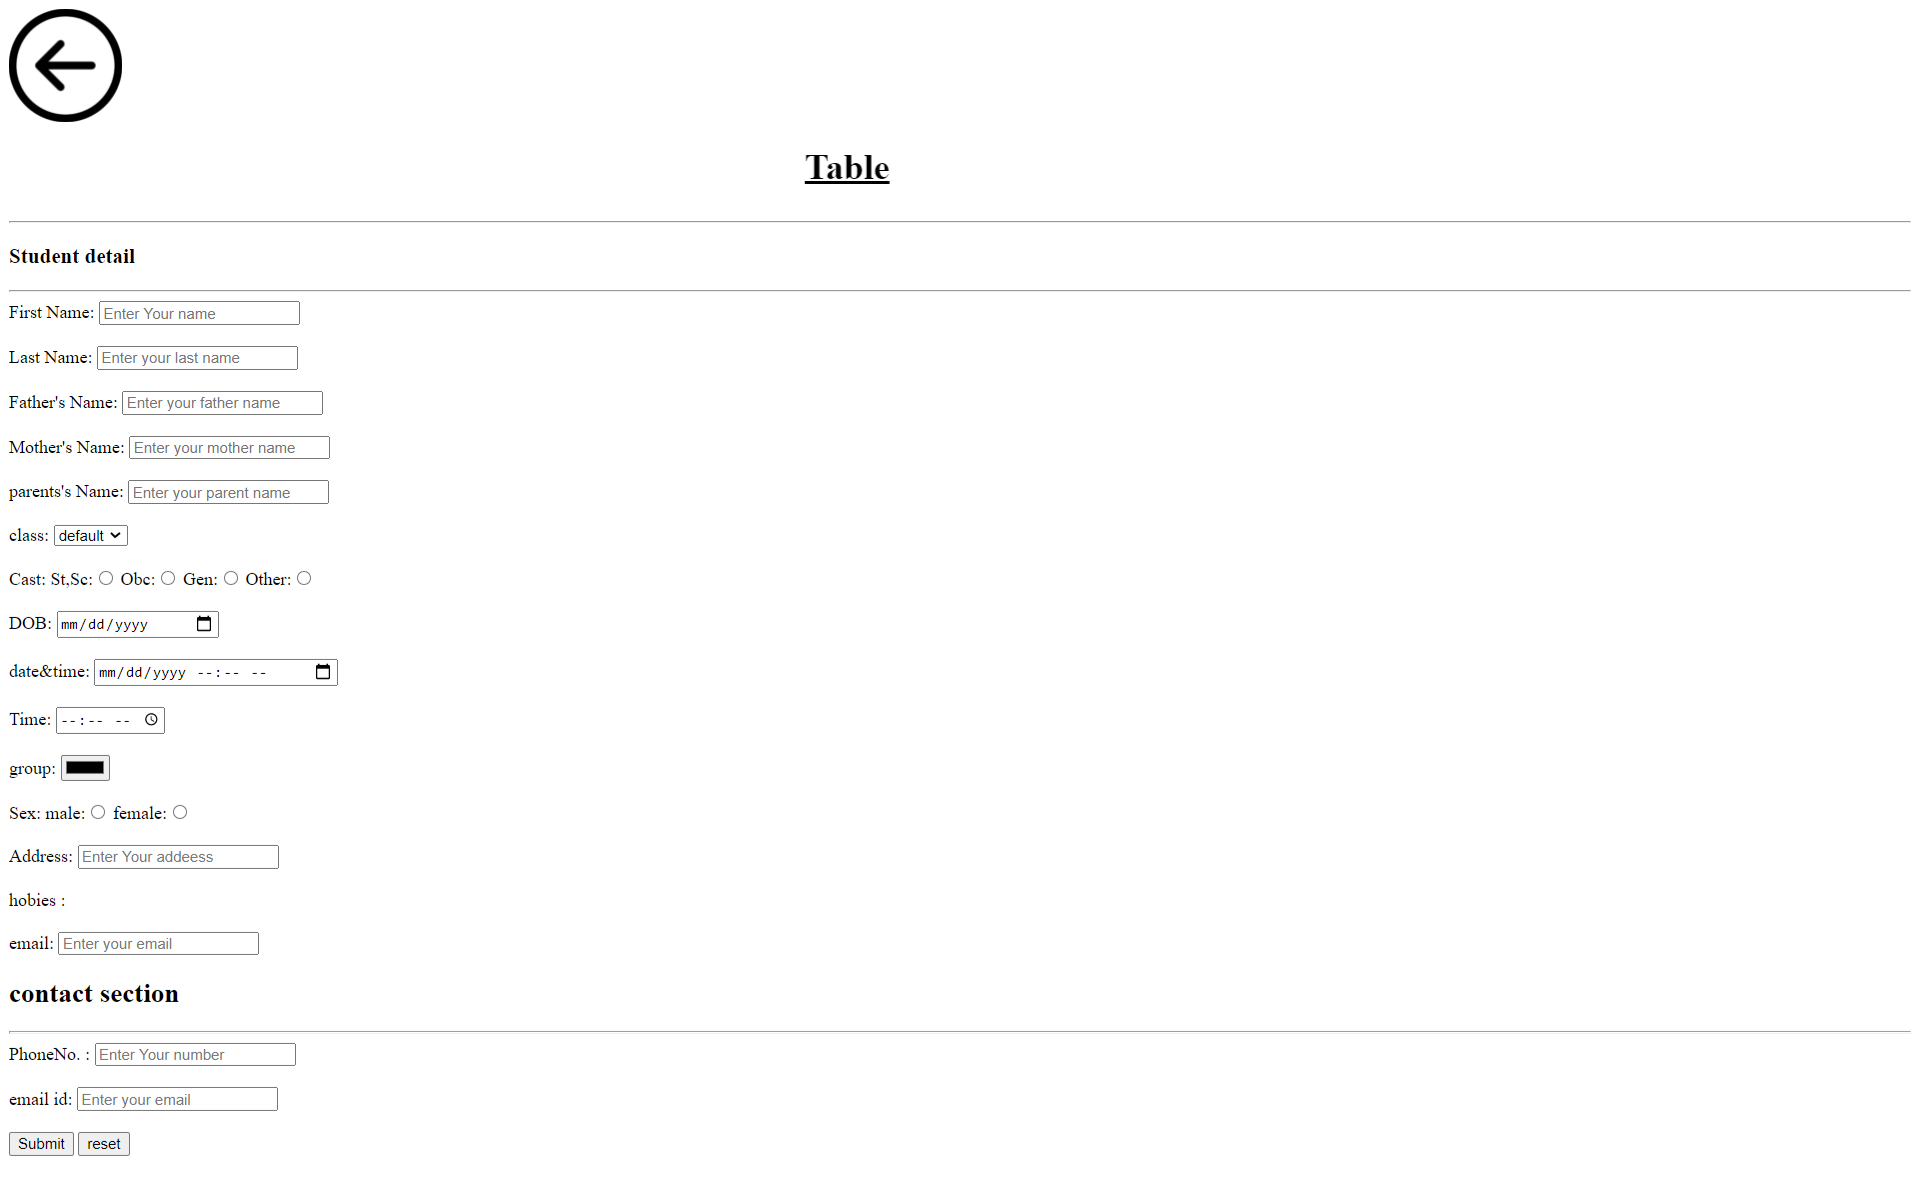 Table
Student detail
First Name: Enter Your name
Last Name: Enter your last name
Father's Name: Enter your father name
Mother's Name: Enter your mother name
parents's Name: Enter your parent name
class: default
Cast: St,Sc: Obc: Gen: Other:
DOB: mm/dd/yyyy
date&time: mm/dd/yyyy --:-- --
Time: --:-- --
group:
Sex: male: female:
Address: Enter Your addeess
hobies :
email: Enter your email
contact section
PhoneNo. : Enter Your number
email id: Enter your email
Submit reset